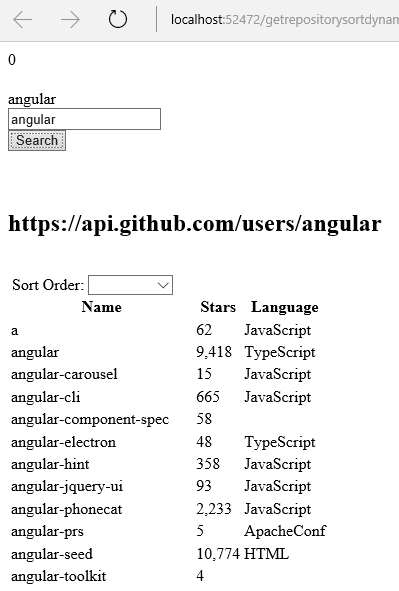 localhost:52472/getrepositorysortdynam
0
angular
angular
Search
https://api.github.com/users/angular
Sort Order:
Name Stars Language
a 62 JavaScript
angular 9,418 TypeScript
angular-carousel 15 JavaScript
angular-cli 665 JavaScript
angular-component-spec 58
angular-electron 48 TypeScript
angular-hint 358 JavaScript
angular-jquery-ui 93 JavaScript
angular-phonecat 2,233 JavaScript
angular-prs 5 ApacheConf
angular-seed 10,774 HTML
angular-toolkit 4